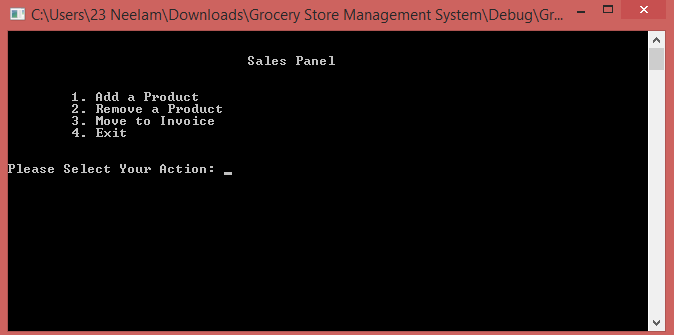 C:\Users\23 Neelam\Downloads\Grocery Store Management System\Debug\Gr...
Sales Panel
1. Add a Product
2. Remove a Product
3. Move to Invoice
4. Exit
Please Select Your Action: _